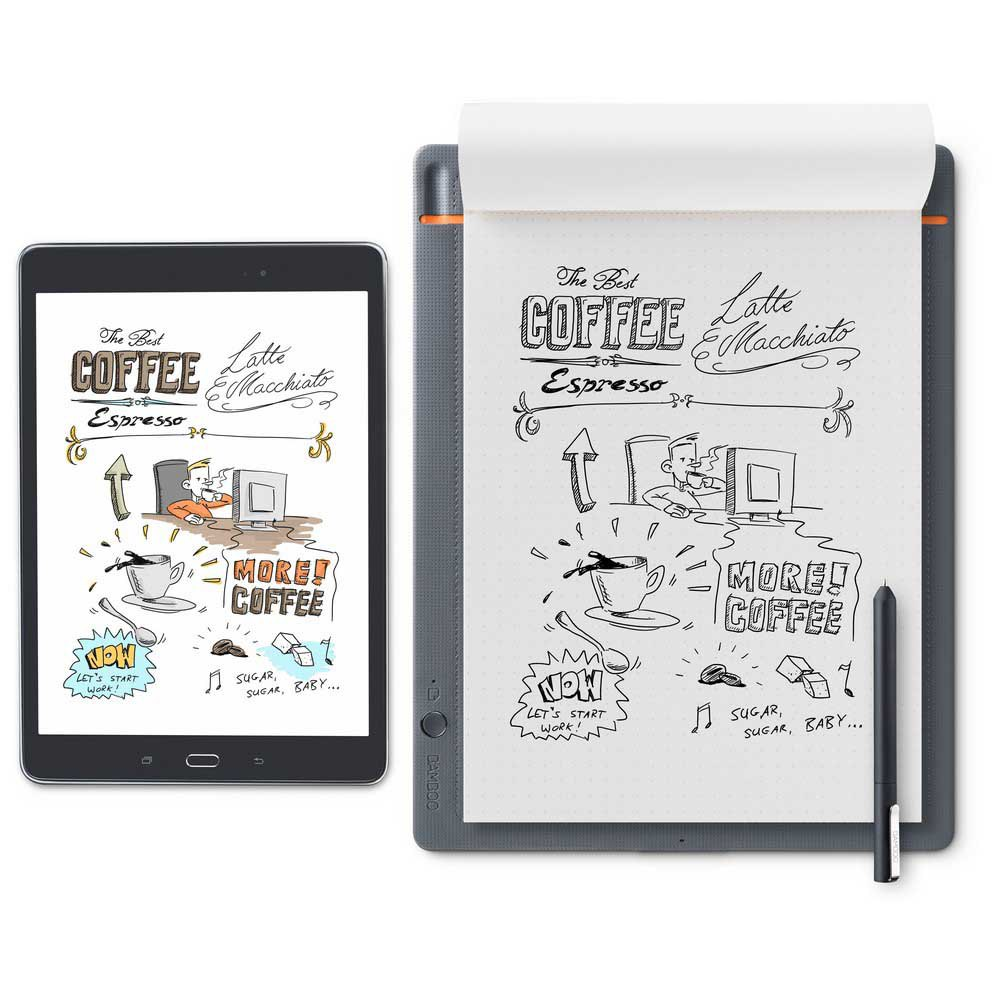 The Best
COFFEE
Latte
Macchiato
Espresso
MORE!
COFFEE
NOW
LET'S START
WORK!
SUGAR,
SUGAR, BABY...
The Best
COFFEE
Latte
Macchiato
Espresso
MORE!
COFFEE
NOW
LET'S START
WORK!
SUGAR,
SUGAR, BABY...
BAMBOO
BAMBOO